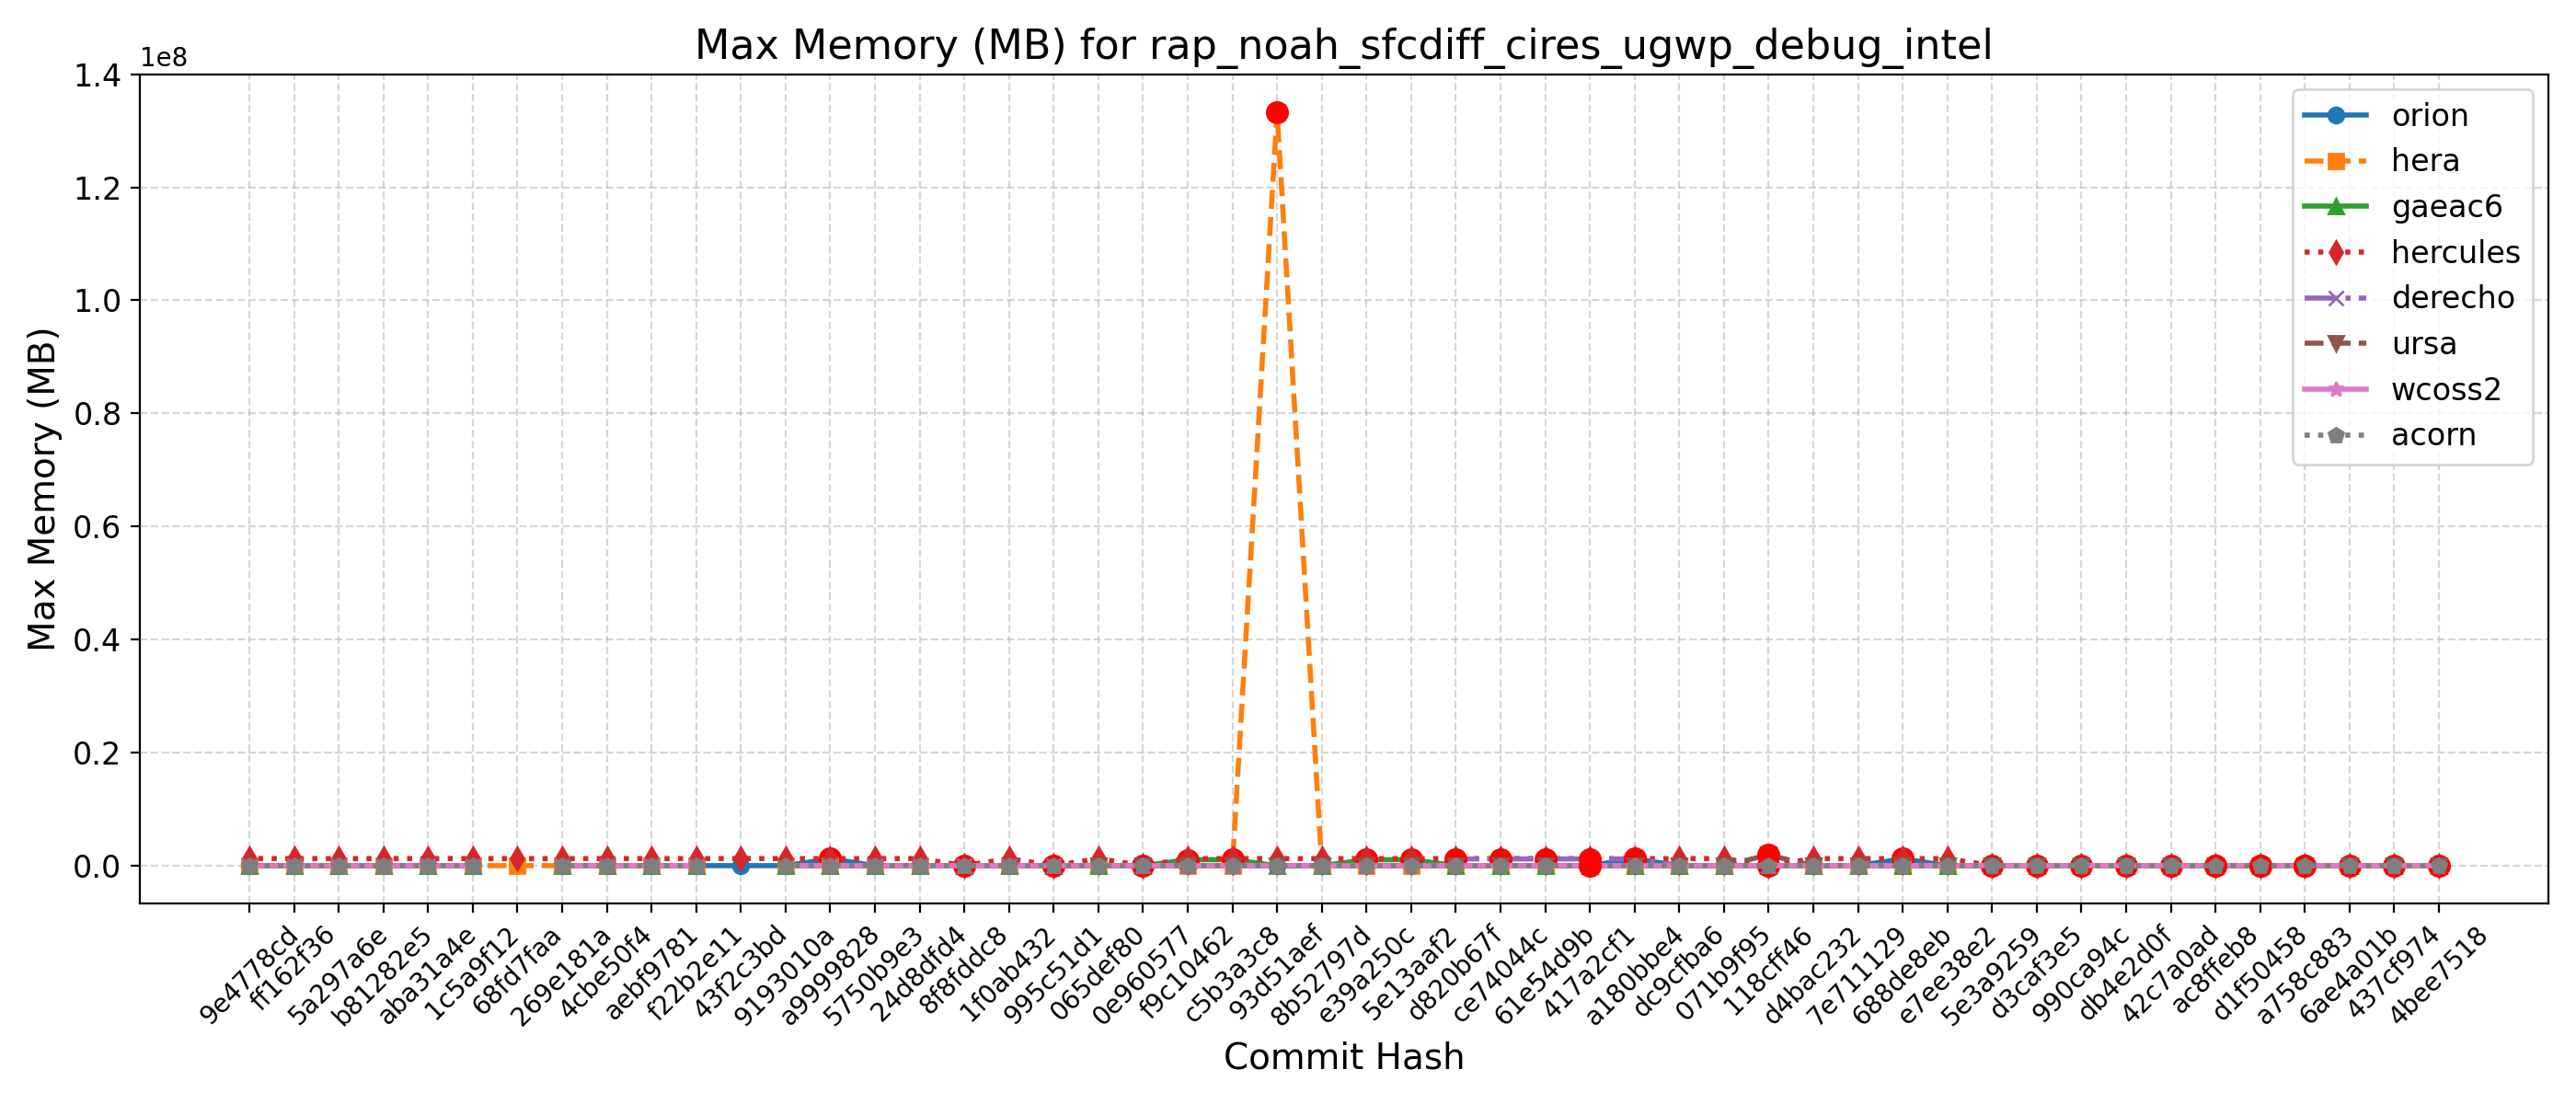 Max Memory (MB) for rap_noah_sfcdiff_cires_ugwp_debug_intel
1e8
1.4
1.2
1.0
0.8
0.6
0.4
0.2
0.0
Max Memory (MB)
orion
hera
gaeac6
hercules
derecho
ursa
wcoss2
acorn
9e4778cd
ff162f36
5a297a6e
b81282e5
aba31a4e
1c5a9f12
68fd7faa
269e181a
4cbe50f4
aebf9781
f22b2e11
43f2c3bd
9193010a
a9999828
5750b9e3
24d8dfd4
8f8fddc8
1f0ab432
995c51d1
065def80
0e960577
f9c10462
c5b3a3c8
93d51aef
8b52797d
e39a250c
5e13aaf2
d820b67f
ce74044c
61e54d9b
417a2cf1
a180bbe4
dc9cfba6
071b9f95
118cff46
d4bac232
7e711129
688de8eb
e7ee38e2
5e3a9259
d3caf3e5
990ca94c
db4e2d0f
42c7a0ad
ac8ffeb8
d1f50458
a758c883
6ae4a01b
437cf974
4bee7518
Commit Hash